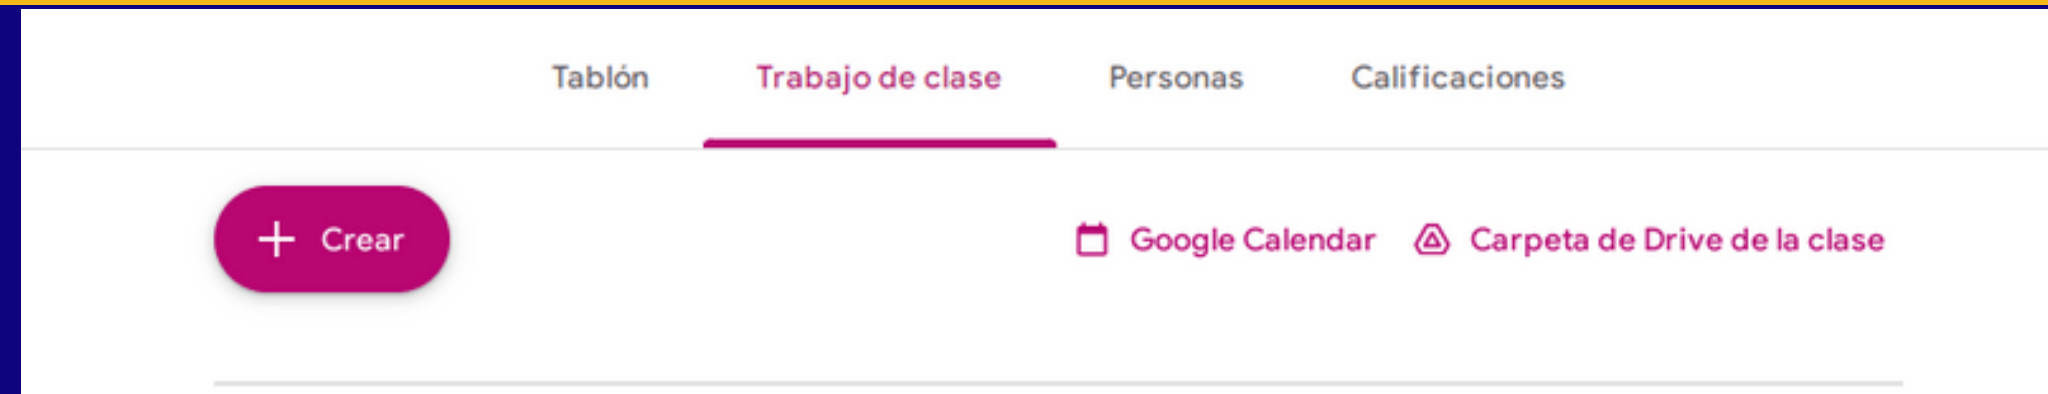 Tablón Trabajo de clase Personas Calificaciones
Crear Google Calendar Carpeta de Drive de la clase